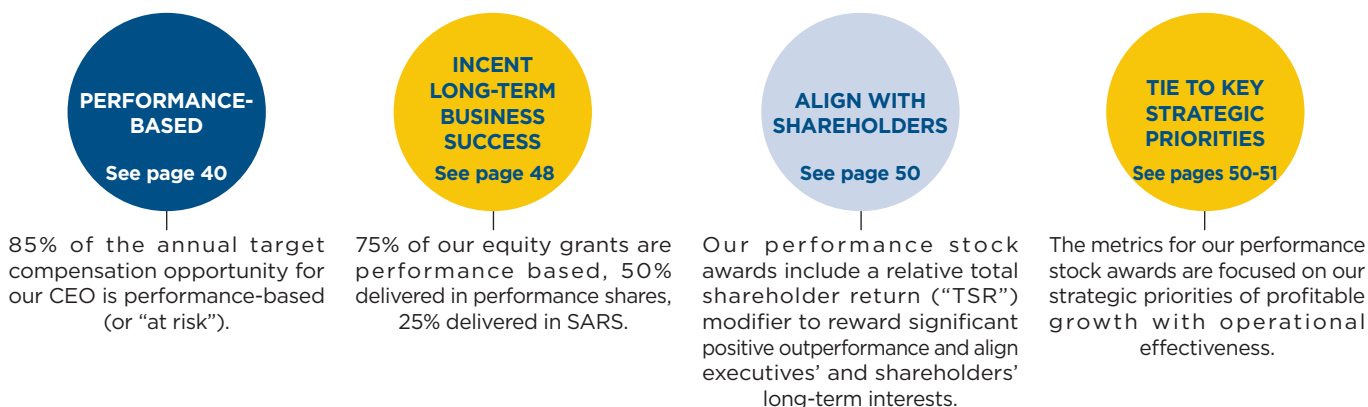 PERFORMANCE-
BASED
See page 40
85% of the annual target
compensation opportunity for
our CEO is performance-based
(or “at risk”).
INCENT
LONG-TERM
BUSINESS
SUCCESS
See page 48
75% of our equity grants are
performance based, 50%
delivered in performance shares,
25% delivered in SARS.
ALIGN WITH
SHAREHOLDERS
See page 50
Our performance stock
awards include a relative total
shareholder return (“TSR”)
modifier to reward significant
positive outperformance and align
executives’ and shareholders’
long-term interests.
TIE TO KEY
STRATEGIC
PRIORITIES
See pages 50-51
The metrics for our performance
stock awards are focused on our
strategic priorities of profitable
growth with operational
effectiveness.